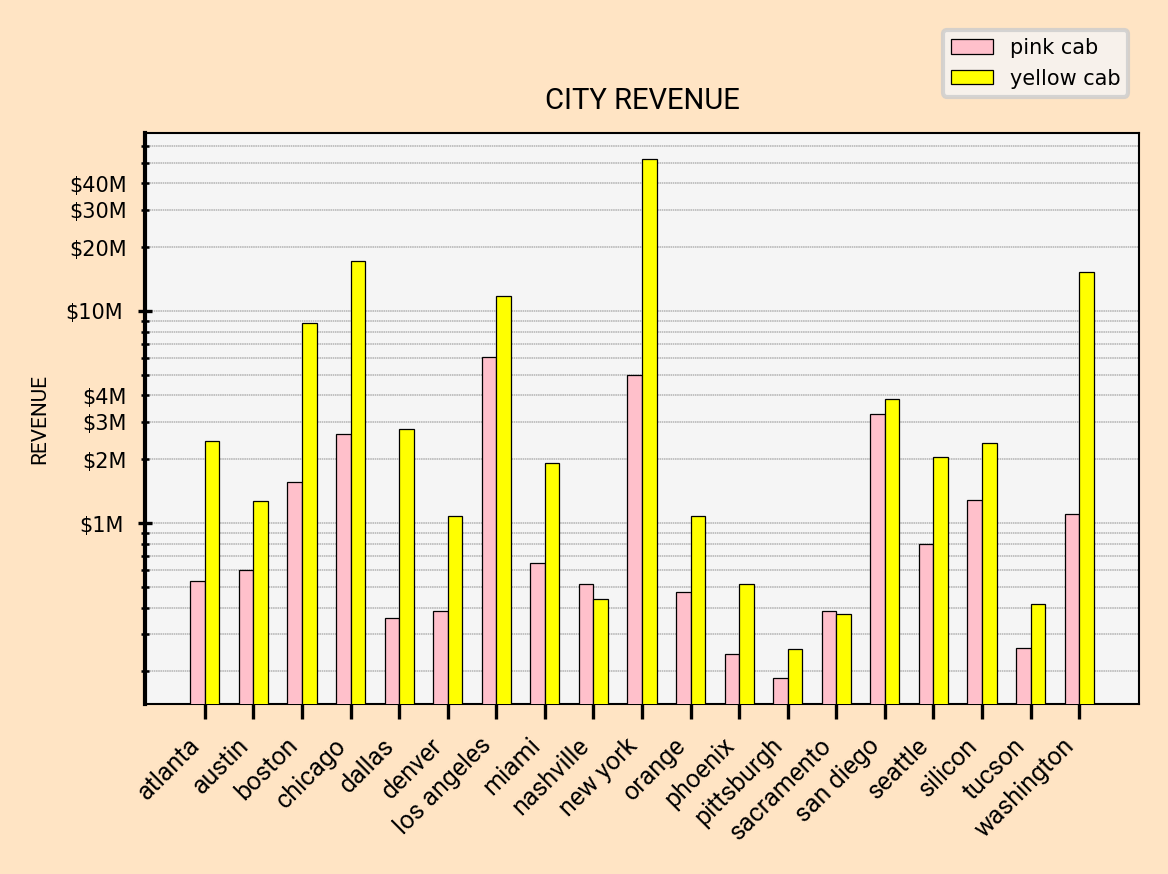 pink cab
yellow cab
CITY REVENUE
$40M
$30M
$20M
$10M
$4M
$3M
$2M
$1M
REVENUE
atlanta
austin
boston
chicago
dallas
denver
los angeles
miami
nashville
new york
orange
phoenix
pittsburgh
sacramento
san diego
seattle
silicon
tucson
washington